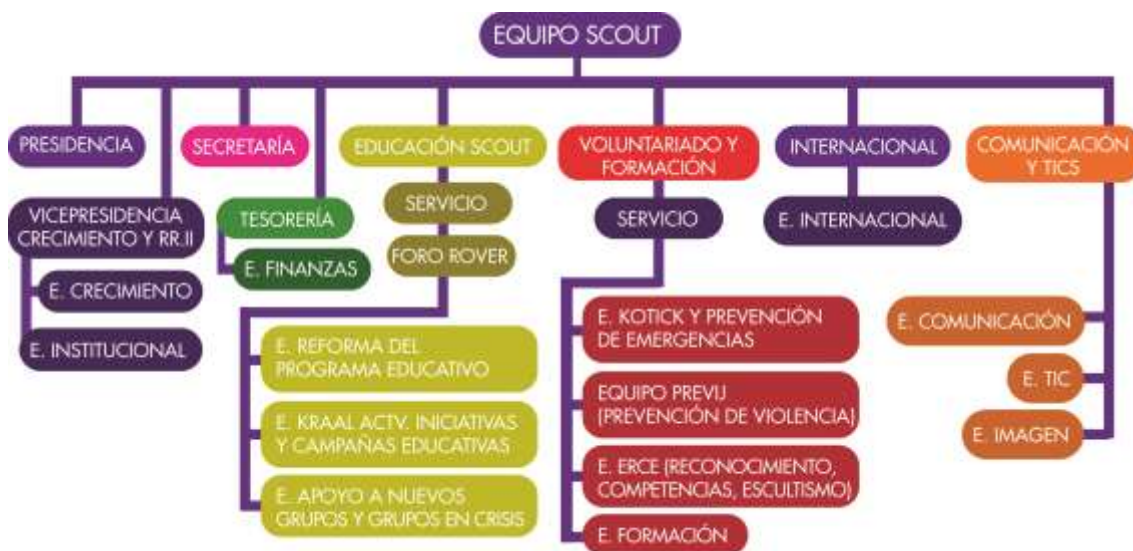 EQUIPO SCOUT
PRESIDENCIA
SECRETARÍA
EDUCACIÓN SCOUT
VOLUNTARIADO Y
FORMACIÓN
INTERNACIONAL
COMUNICACIÓN
Y TICS
VICEPRESIDENCIA
CRECIMIENTO Y RR.II
E. CRECIMIENTO
E. INSTITUCIONAL
TESORERÍA
E. FINANZAS
SERVICIO
FORO ROVER
E. REFORMA DEL
PROGRAMA EDUCATIVO
E. KRAAL ACTV. INICIATIVAS
Y CAMPAÑAS EDUCATIVAS
E. APOYO A NUEVOS
GRUPOS Y GRUPOS EN CRISIS
SERVICIO
E. KOTICK Y PREVENCIÓN
DE EMERGENCIAS
EQUIPO PREVIJ
(PREVENCIÓN DE VIOLENCIA)
E. ERCE (RECONOCIMIENTO,
COMPETENCIAS, ESCULTISMO)
E. FORMACIÓN
E. INTERNACIONAL
E. COMUNICACIÓN
E. TIC
E. IMAGEN